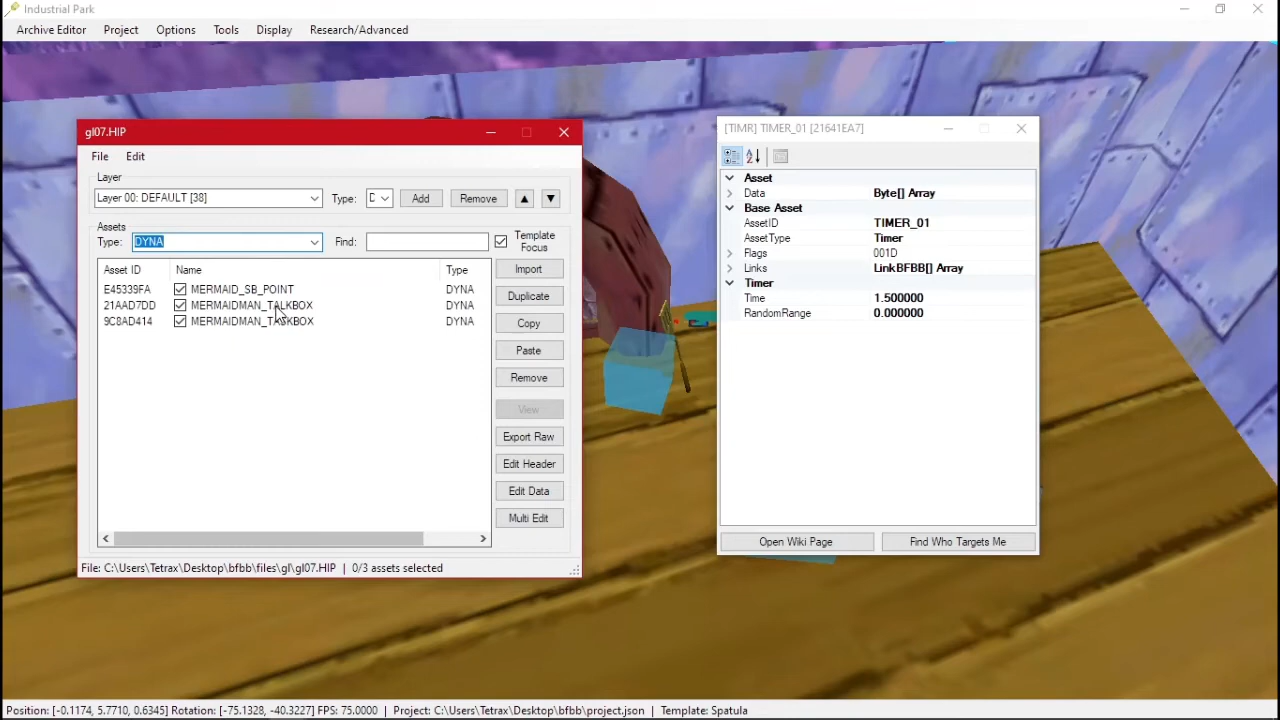 Industrial Park
Archive Editor Project Options Tools Display Research/Advanced
gl07.HIP
File Edit
Layer
Layer 00: DEFAULT [38] Type: D Add Remove
Assets
Type: DYNA Find: Template Focus
Asset ID Name Type
E45339FA MERMAID_SB_POINT DYNA
21AAD7DD MERMAIDMAN_TALKBOX DYNA
9C8AD414 MERMAIDMAN_TASKBOX DYNA
Import
Duplicate
Copy
Paste
Remove
View
Export Raw
Edit Header
Edit Data
Multi Edit
File: C:\Users\Tetrax\Desktop\bfbb\files\gl\gl07.HIP | 0/3 assets selected
[TIMR] TIMER_01 [21641EA7]
Asset
Data Byte[] Array
Base Asset
AssetID TIMER_01
AssetType Timer
Flags 001D
Links LinkBFBB[] Array
Timer
Time 1.500000
RandomRange 0.000000
Open Wiki Page Find Who Targets Me
Position: [-0.1174, 5.7710, 0.6345] Rotation: [-75.1328, -40.3227] FPS: 75.0000 | Project: C:\Users\Tetrax\Desktop\bfbb\project.json | Template: Spatula